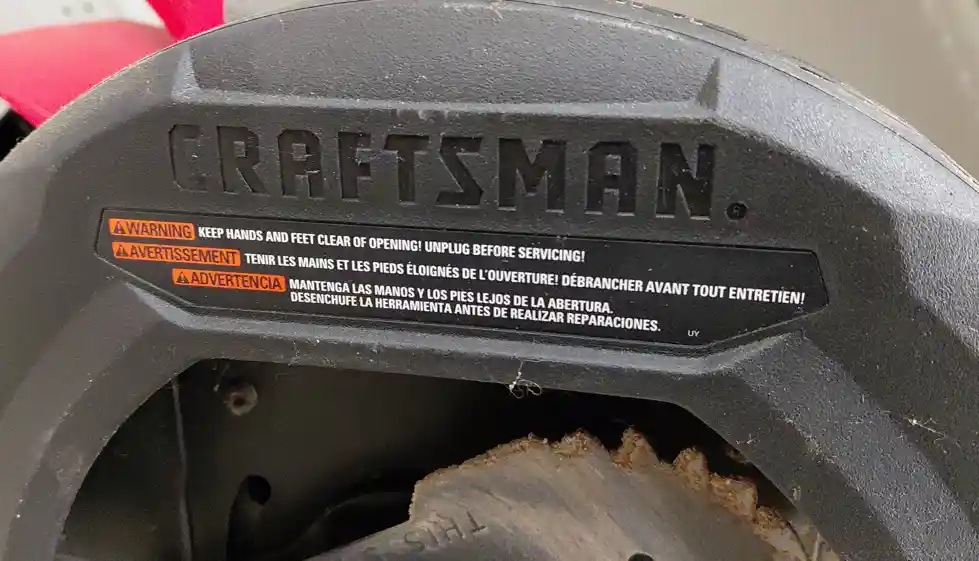 CRAFTSMAN.
WARNING KEEP HANDS AND FEET CLEAR OF OPENING! UNPLUG BEFORE SERVICING!
AVERTISSEMENT TENIR LES MAINS ET LES PIEDS ÉLOIGNÉS DE L'OUVERTURE! DÉBRANCHER AVANT TOUT ENTRETIEN!
ADVERTENCIA MANTENGA LAS MANOS Y LOS PIES LEJOS DE LA ABERTURA.
DESENCHUFE LA HERRAMIENTA ANTES DE REALIZAR REPARACIONES.
UY
THIS